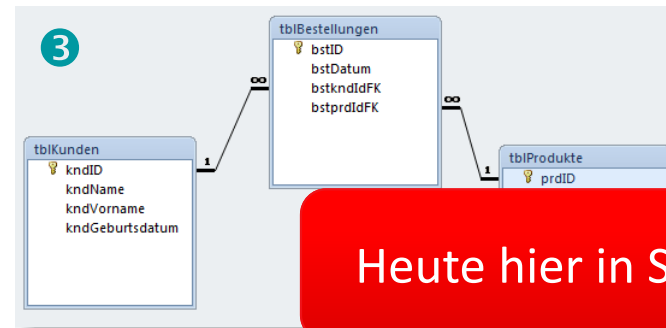 3
tblBestellungen
bstID
bstDatum
bstkndIdFK
bstprdIdFK
∞
∞
tblKunden
kndID
kndName
kndVorname
kndGeburtsdatum
1
1
tblProdukte
prdID
Heute hier in S